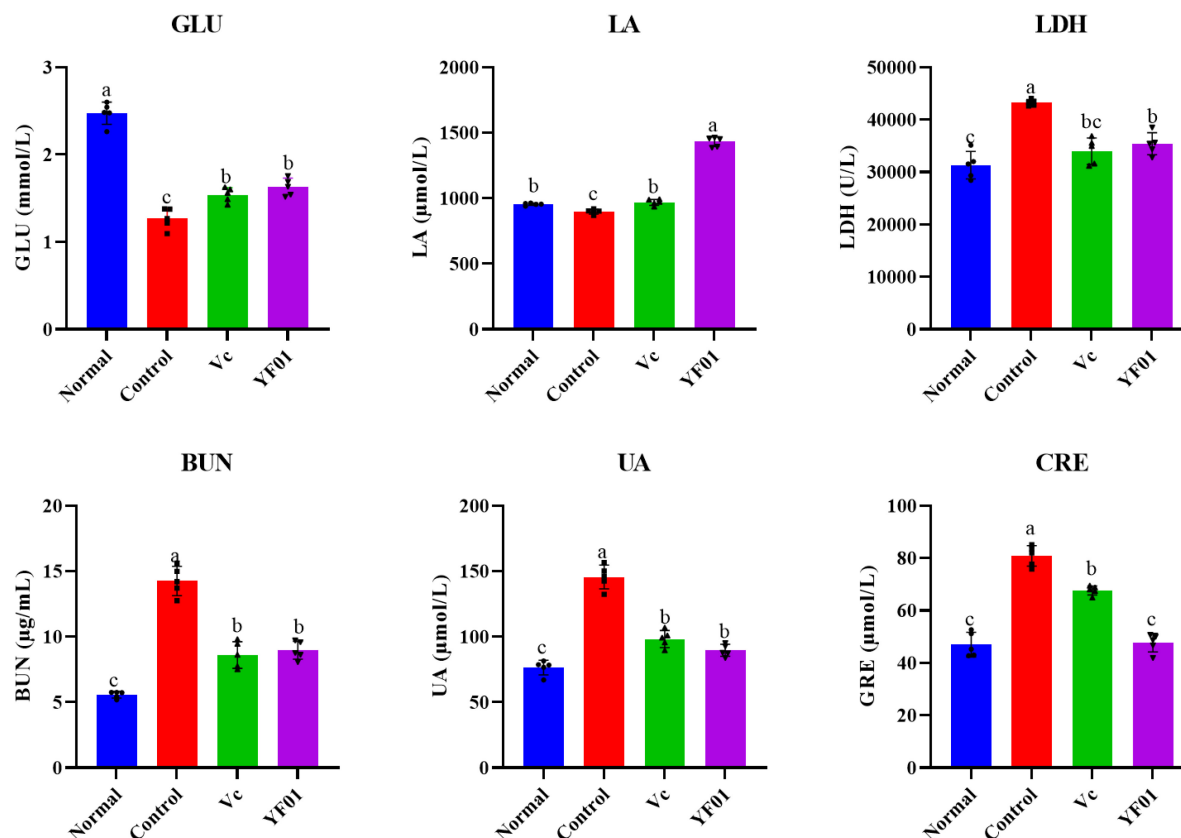 GLU
GLU (mmol/L)
3
2
1
0
a
c
b
b
Normal
Control
Vc
YF01
LA
LA (μmol/L)
2000
1500
1000
500
0
b
c
b
a
Normal
Control
Vc
YF01
LDH
LDH (U/L)
50000
40000
30000
20000
10000
0
c
a
bc
b
Normal
Control
Vc
YF01
BUN
BUN (μg/mL)
20
15
10
5
0
c
a
b
b
Normal
Control
Vc
YF01
UA
UA (μmol/L)
200
150
100
50
0
c
a
b
b
Normal
Control
Vc
YF01
CRE
GRE (μmol/L)
100
80
60
40
20
0
c
a
b
c
Normal
Control
Vc
YF01